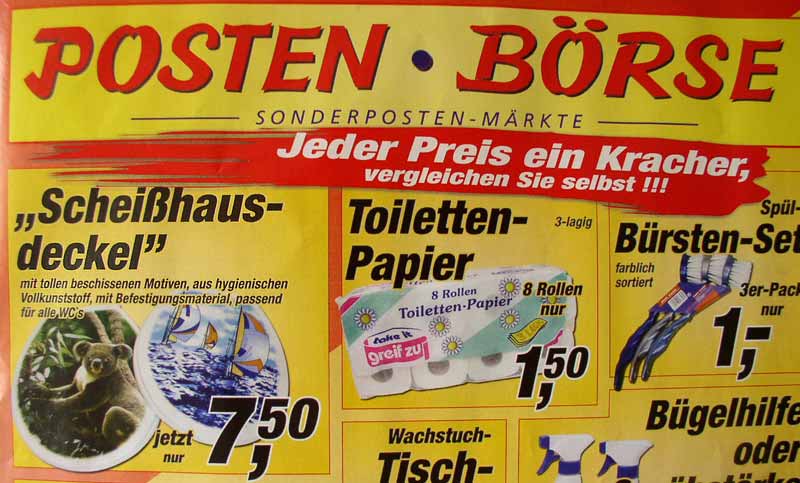 POSTEN · BÖRSE
SONDERPOSTEN-MÄRKTE
Jeder Preis ein Kracher,
vergleichen Sie selbst !!!
„Scheißhaus-
deckel”
mit tollen beschissenen Motiven, aus hygienischen
Vollkunststoff, mit Befestigungsmaterial, passend
für alle WC's
jetzt
nur
7,50
Toiletten-
Papier
3-lagig
8 Rollen
Toiletten-Papier
take it
greif zu
8 Rollen
nur
1,50
Spül-
Bürsten-Set
farblich
sortiert
3er-Pack
nur
1,-
Wachstuch-
Tisch-
Bügelhilfe
oder